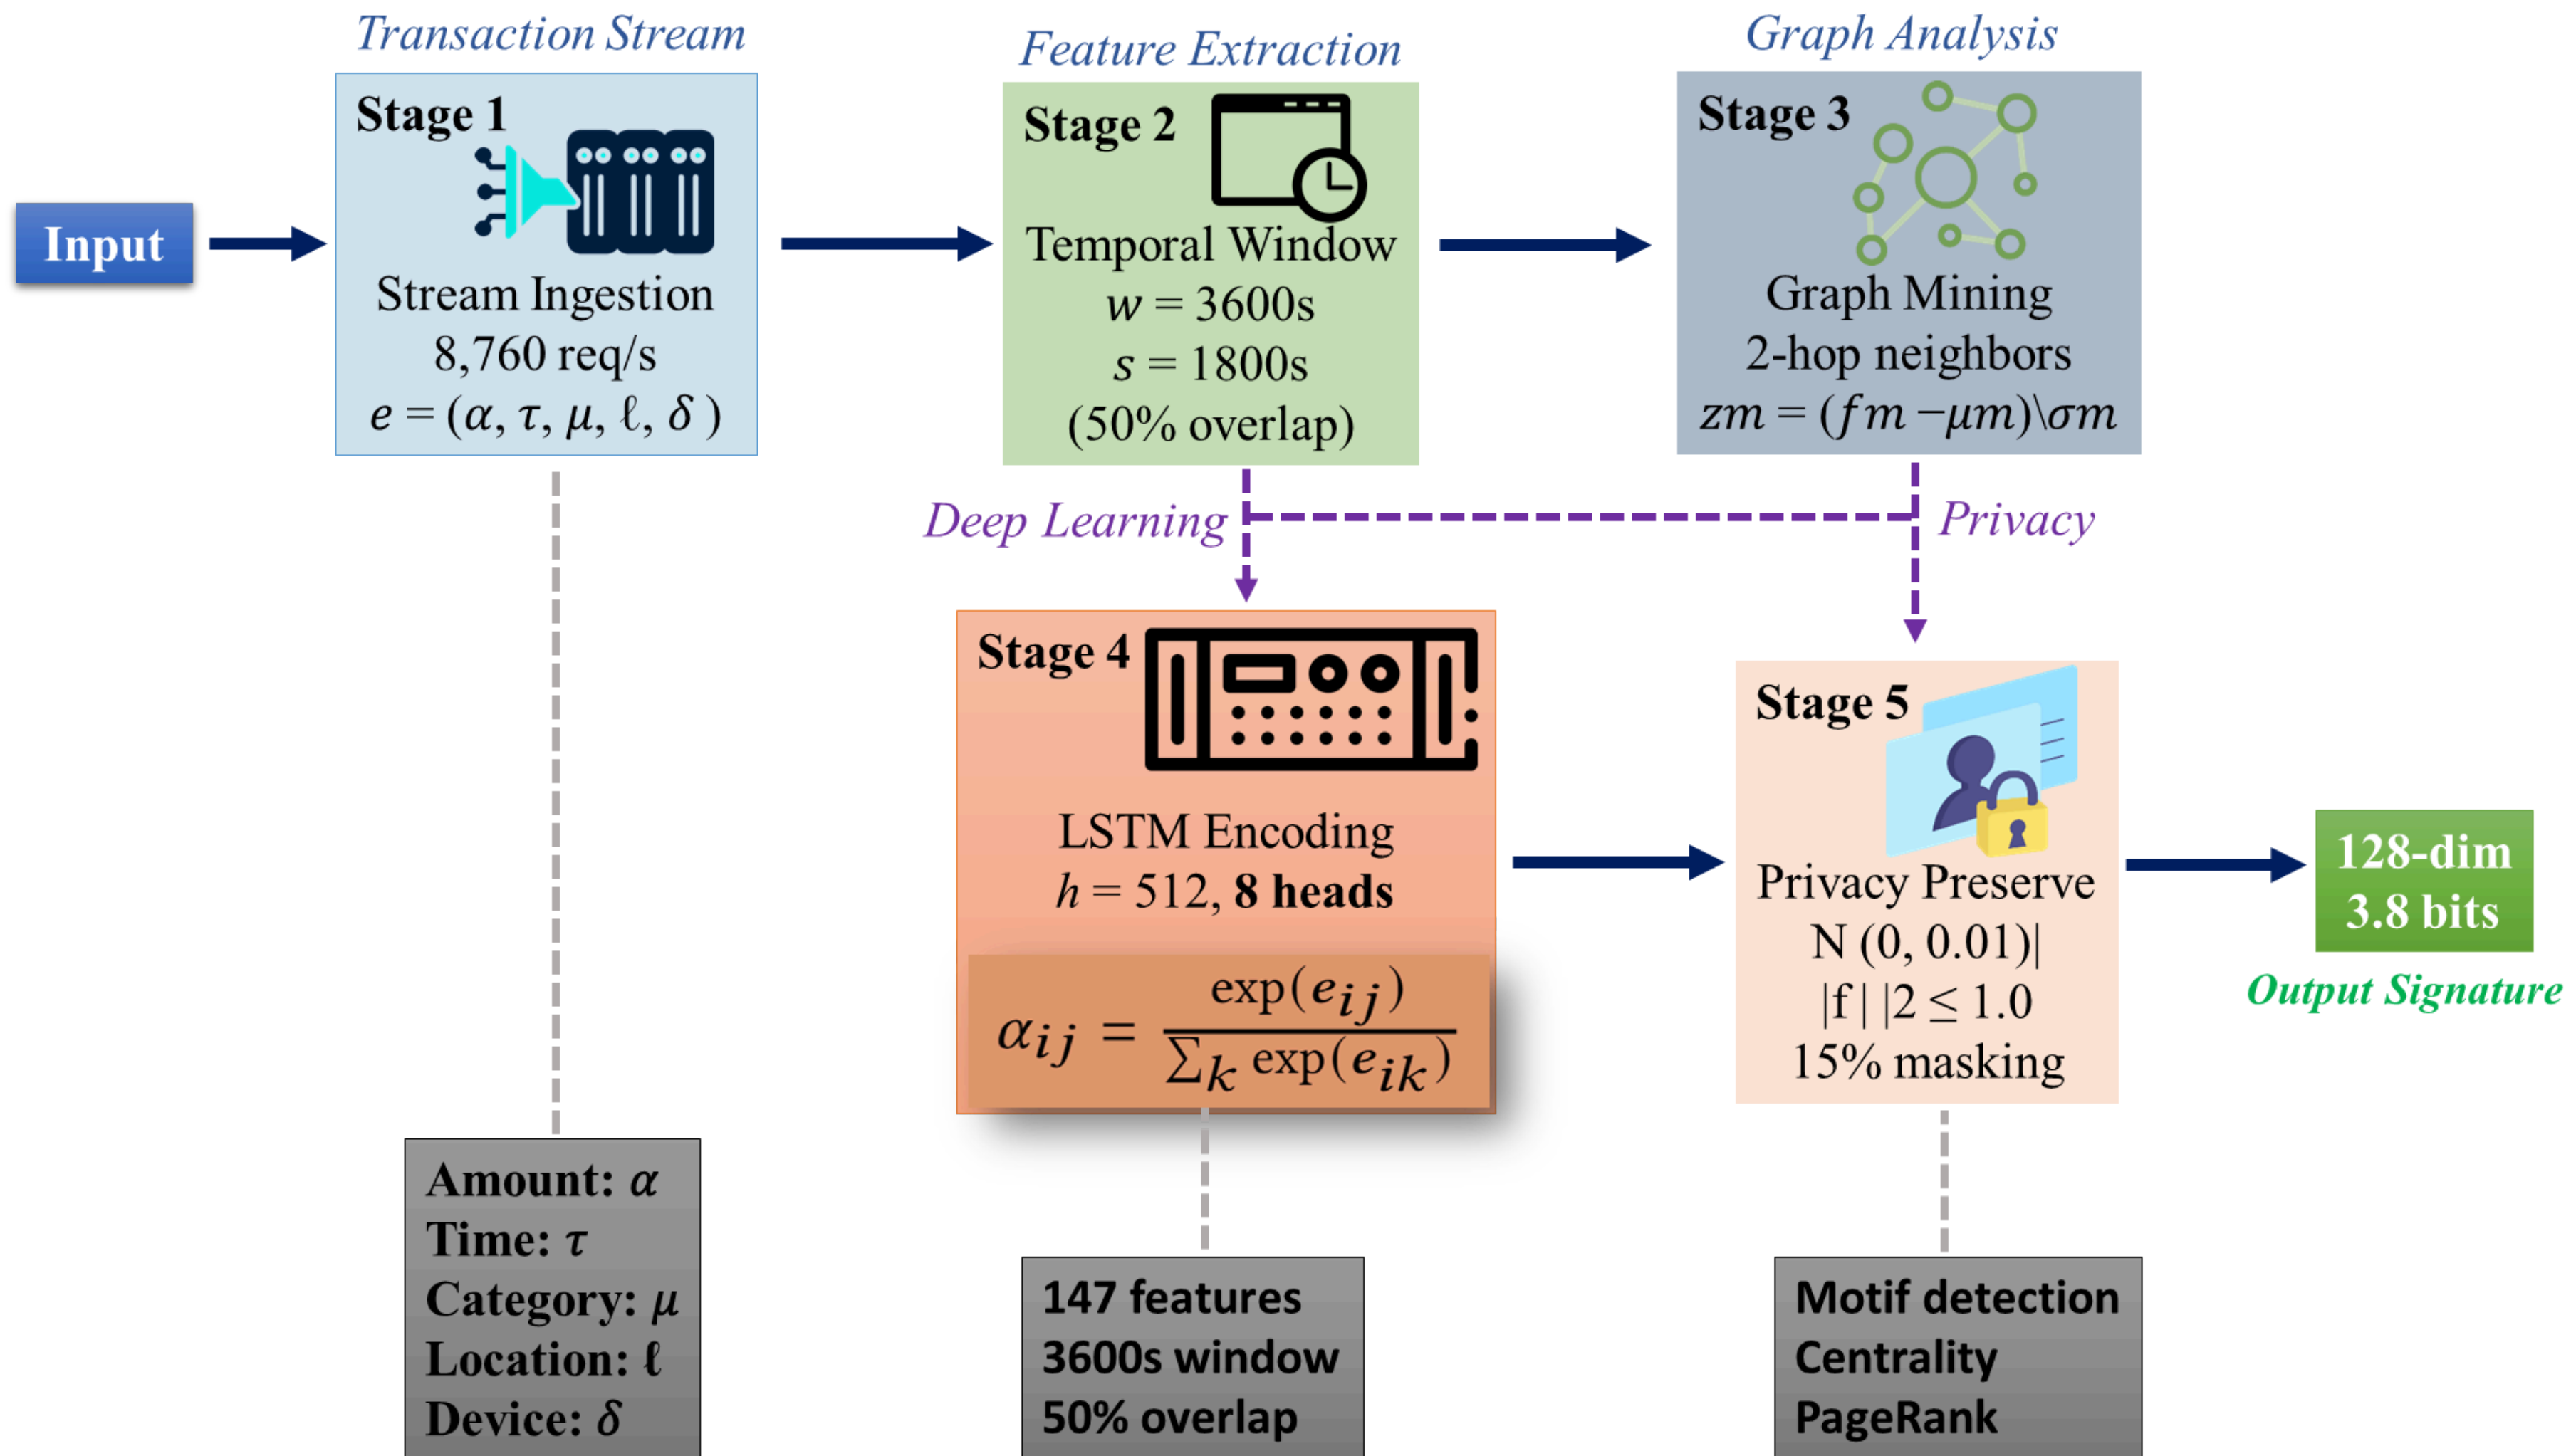 Transaction Stream
Feature Extraction
Graph Analysis
Input
Stage 1
Stream Ingestion
8,760 req/s
e = (α, τ, μ, ℓ, δ )
Stage 2
Temporal Window
w = 3600s
s = 1800s
(50% overlap)
Stage 3
Graph Mining
2-hop neighbors
zm = (fm −μm)\σm
Deep Learning
Privacy
Stage 4
LSTM Encoding
h = 512, 8 heads
αij = exp(eij) / ∑k exp(eik)
Stage 5
Privacy Preserve
N (0, 0.01)|
|f| |2 ≤ 1.0
15% masking
128-dim
3.8 bits
Output Signature
Amount: α
Time: τ
Category: μ
Location: ℓ
Device: δ
147 features
3600s window
50% overlap
Motif detection
Centrality
PageRank